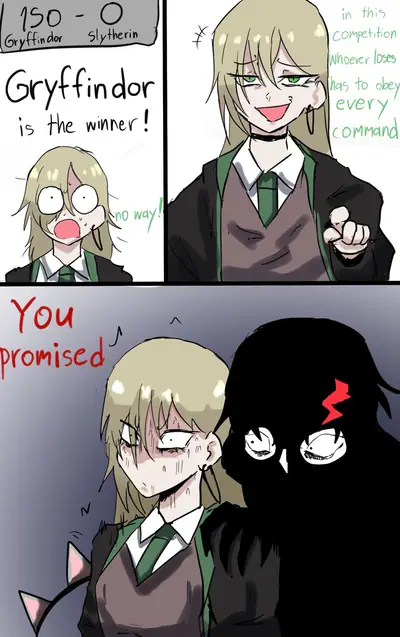 150 - 0
Gryffindor Slytherin
Gryffindor
is the winner!
no way!
in this
competition
whoever loses
has to obey
every
command
You
promised